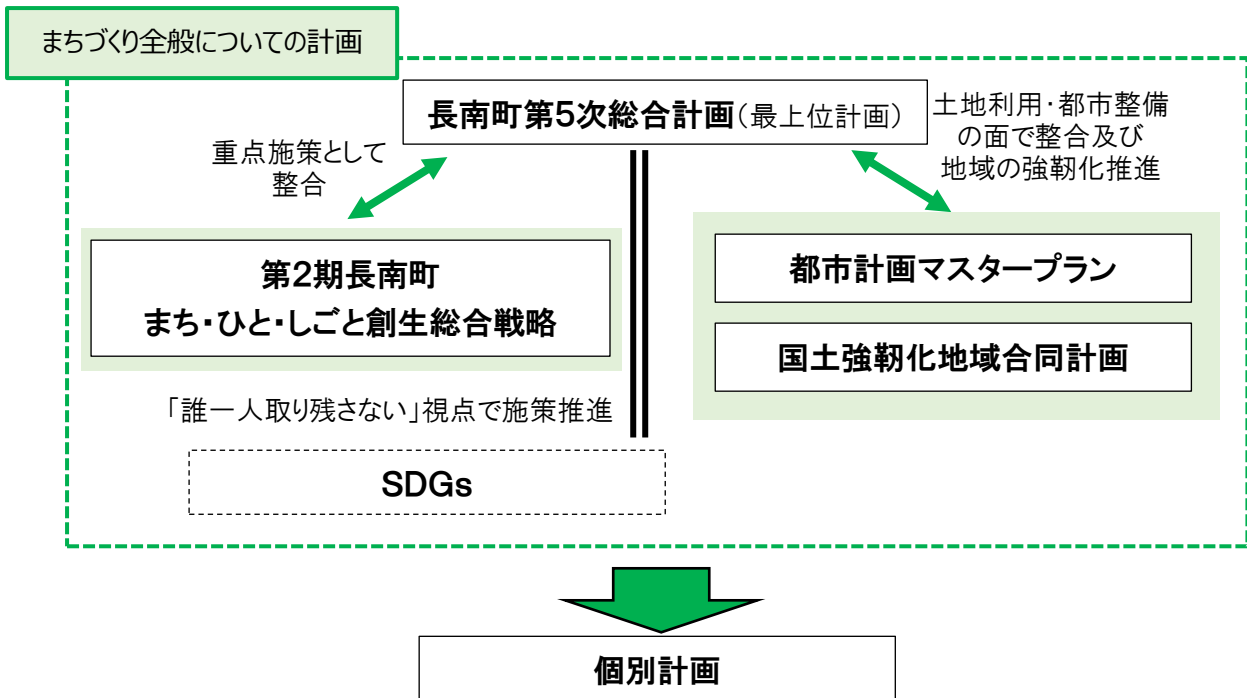 まちづくり全般についての計画
長南町第5次総合計画（最上位計画）
土地利用・都市整備
の面で整合及び
地域の強靭化推進
重点施策として
整合
第2期長南町
まち・ひと・しごと創生総合戦略
都市計画マスタープラン
国土強靭化地域合同計画
「誰一人取り残さない」視点で施策推進
SDGs
個別計画